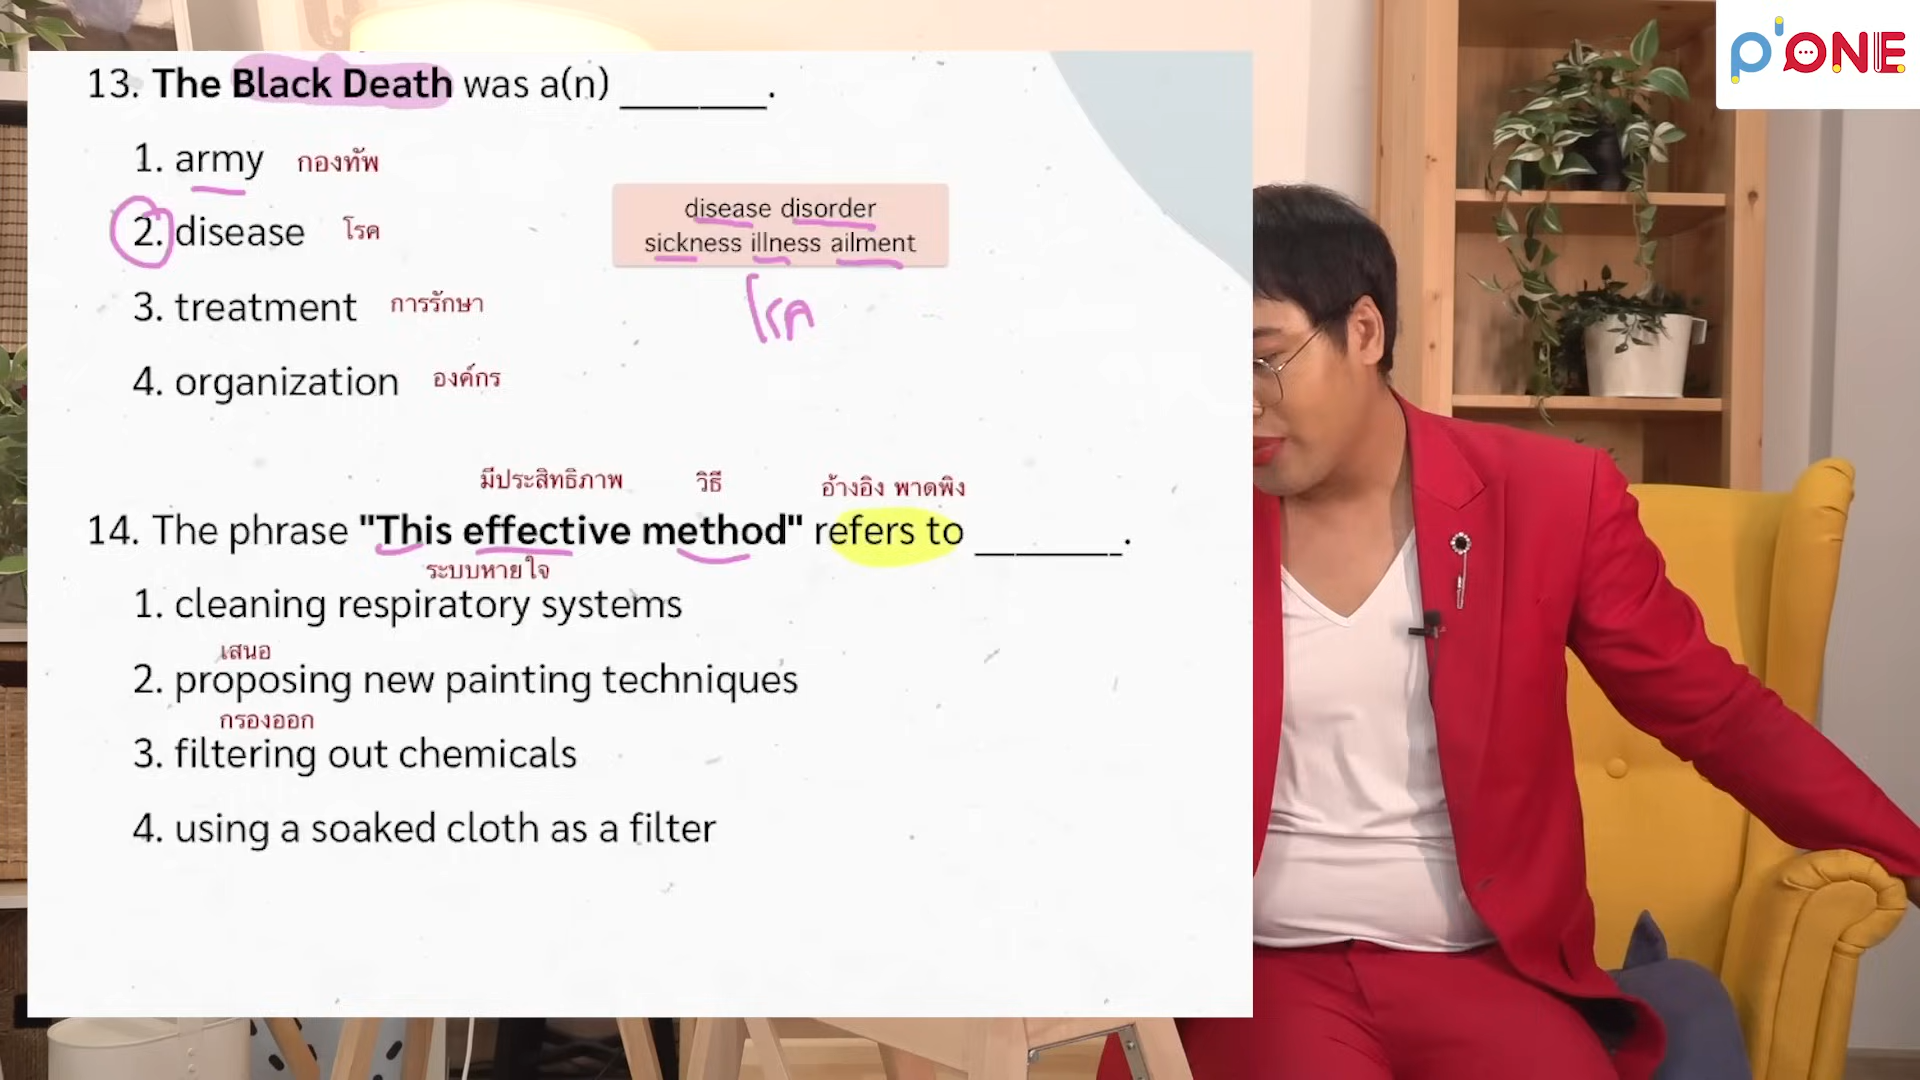 p'ONE
13. The Black Death was a(n) _______.
1. army กองทัพ
2. disease โรค
3. treatment การรักษา
4. organization องค์กร
disease disorder
sickness illness ailment
โรค
มีประสิทธิภาพ วิธี อ้างอิง พาดพิง
14. The phrase "This effective method" refers to _______.
ระบบหายใจ
1. cleaning respiratory systems
เสนอ
2. proposing new painting techniques
กรองออก
3. filtering out chemicals
4. using a soaked cloth as a filter